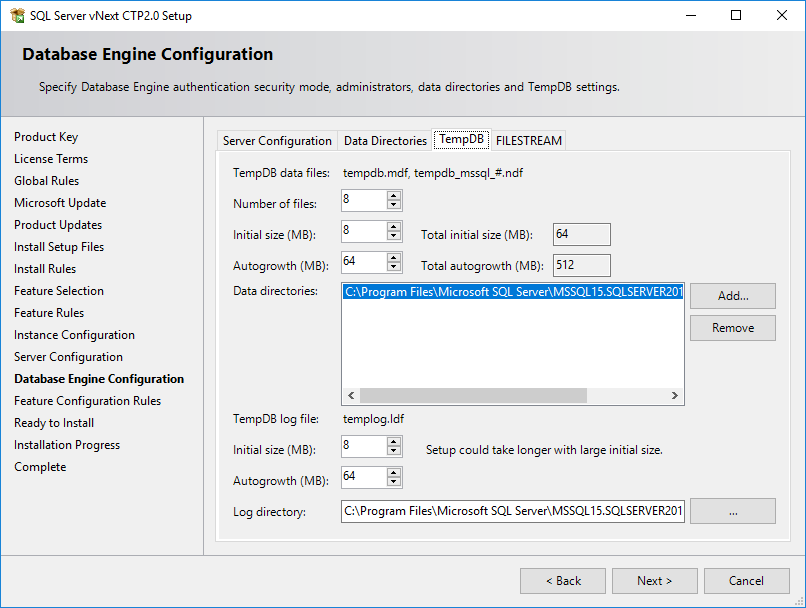 SQL Server vNext CTP2.0 Setup
Database Engine Configuration
Specify Database Engine authentication security mode, administrators, data directories and TempDB settings.
Product Key
License Terms
Global Rules
Microsoft Update
Product Updates
Install Setup Files
Install Rules
Feature Selection
Feature Rules
Instance Configuration
Server Configuration
Database Engine Configuration
Feature Configuration Rules
Ready to Install
Installation Progress
Complete
Server Configuration Data Directories TempDB FILESTREAM
TempDB data files: tempdb.mdf, tempdb_mssql_#.ndf
Number of files: 8
Initial size (MB): 8 Total initial size (MB): 64
Autogrowth (MB): 64 Total autogrowth (MB): 512
Data directories: C:\Program Files\Microsoft SQL Server\MSSQL15.SQLSERVER201 Add...
Remove
TempDB log file: templog.ldf
Initial size (MB): 8 Setup could take longer with large initial size.
Autogrowth (MB): 64
Log directory: C:\Program Files\Microsoft SQL Server\MSSQL15.SQLSERVER201 ...
< Back Next > Cancel